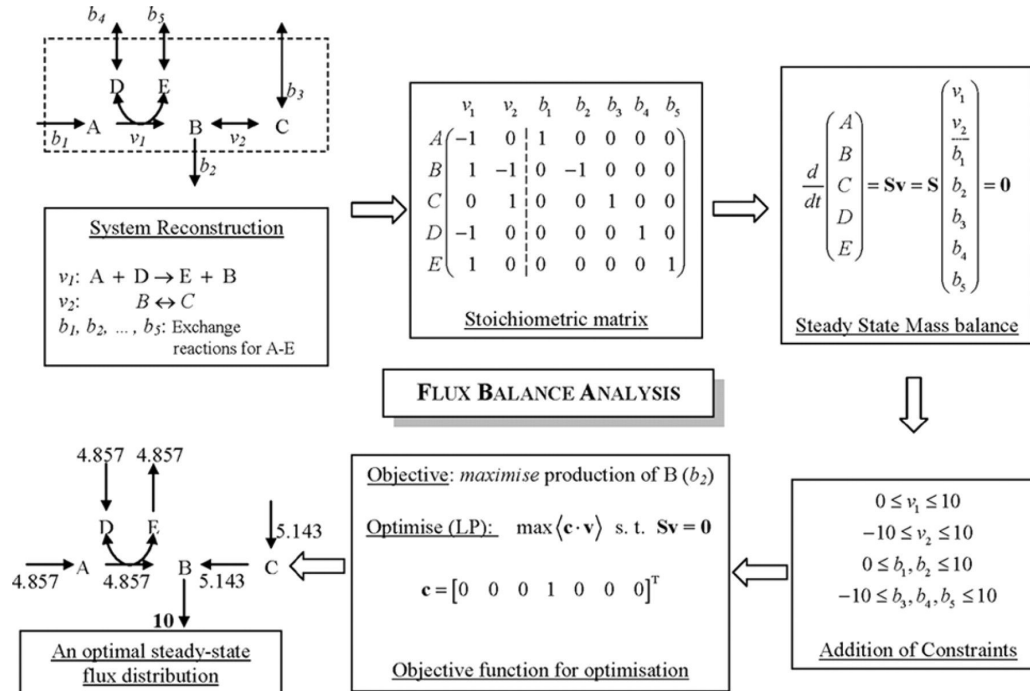 b4 b5
D E
b3
b1 A v1 B v2 C
b2
System Reconstruction
v1: A + D → E + B
v2: B ↔ C
b1, b2, ... , b5: Exchange
reactions for A-E
v1 v2 b1 b2 b3 b4 b5
A −1 0 1 0 0 0 0
B 1 −1 0 −1 0 0 0
C 0 1 0 0 1 0 0
D −1 0 0 0 0 1 0
E 1 0 0 0 0 0 1
Stoichiometric matrix
d/dt (A B C D E) = Sv = S (v1 v2 b1 b2 b3 b4 b5) = 0
Steady State Mass balance
FLUX BALANCE ANALYSIS
0 ≤ v1 ≤ 10
−10 ≤ v2 ≤ 10
0 ≤ b1, b2 ≤ 10
−10 ≤ b3, b4, b5 ≤ 10
Addition of Constraints
Objective: maximise production of B (b2)
Optimise (LP): max⟨c · v⟩ s. t. Sv = 0
c = [0 0 0 1 0 0 0]T
Objective function for optimisation
4.857 4.857
D E
5.143
4.857 A 4.857 B 5.143 C
10
An optimal steady-state
flux distribution